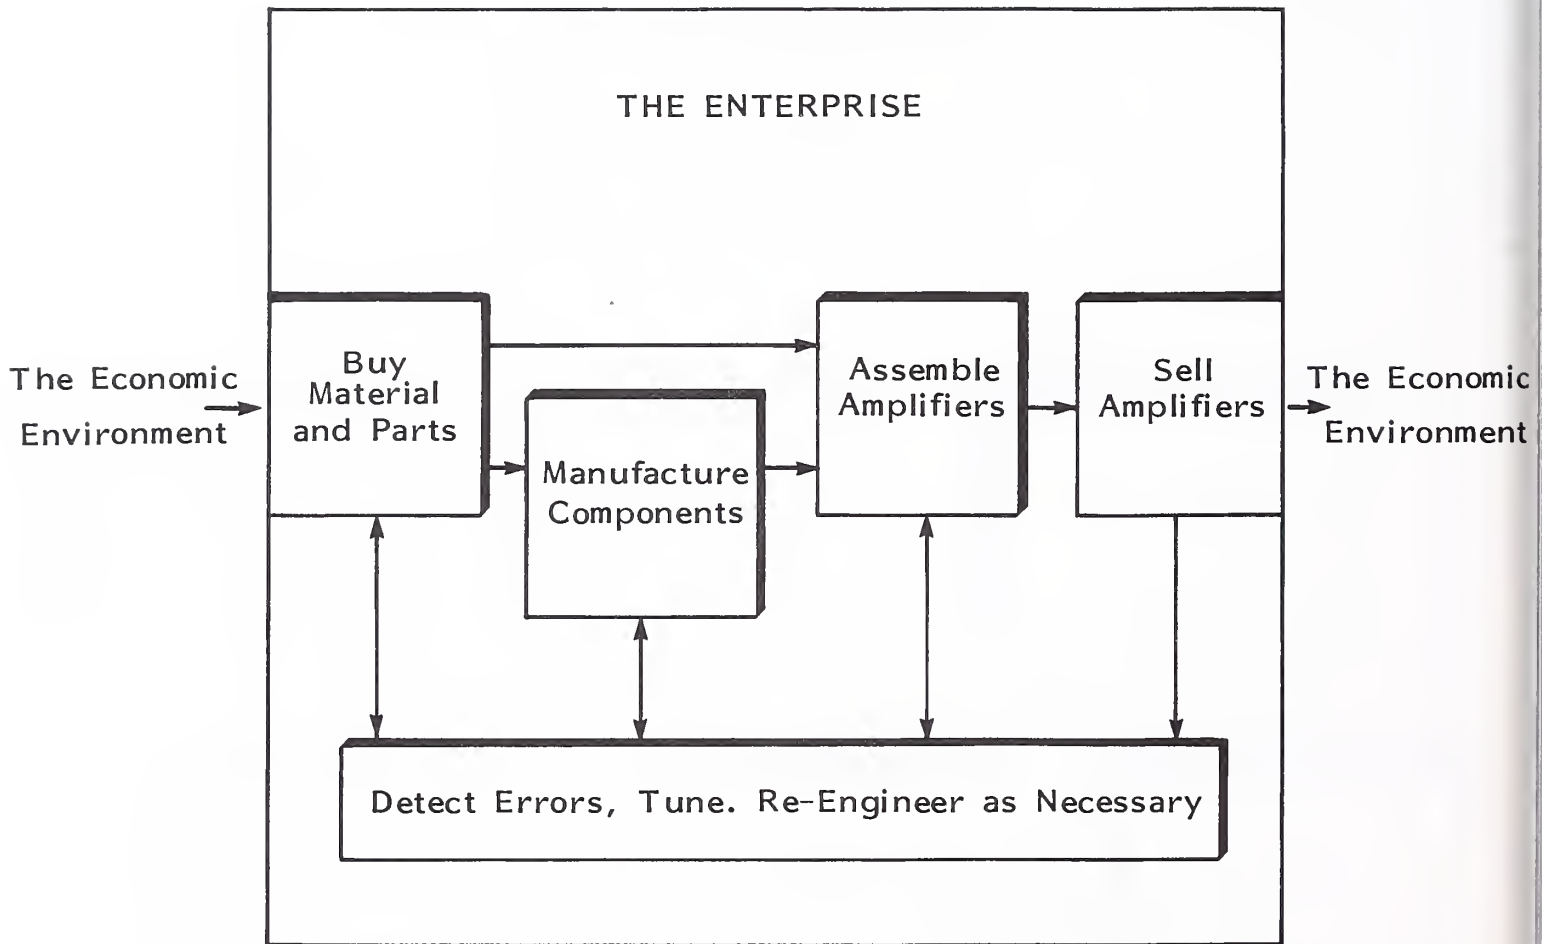 THE ENTERPRISE
The Economic
Environment
Buy
Material
and Parts
Manufacture
Components
Assemble
Amplifiers
Sell
Amplifiers
The Economic
Environment
Detect Errors, Tune. Re-Engineer as Necessary